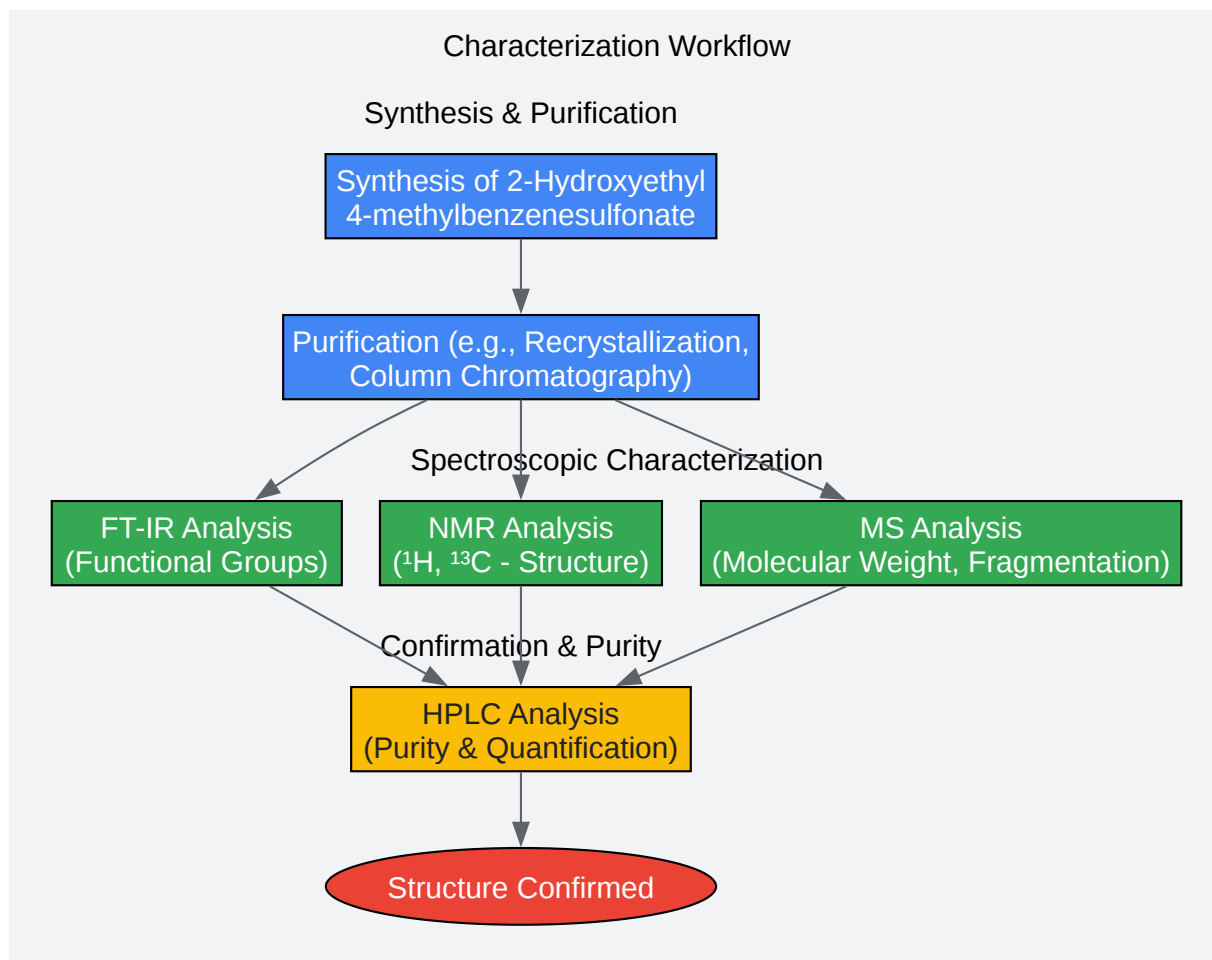 Characterization Workflow
Synthesis & Purification
Synthesis of 2-Hydroxyethyl
4-methylbenzenesulfonate
Purification (e.g., Recrystallization,
Column Chromatography)
Spectroscopic Characterization
FT-IR Analysis
(Functional Groups)
NMR Analysis
(¹H, ¹³C - Structure)
MS Analysis
(Molecular Weight, Fragmentation)
Confirmation & Purity
HPLC Analysis
(Purity & Quantification)
Structure Confirmed